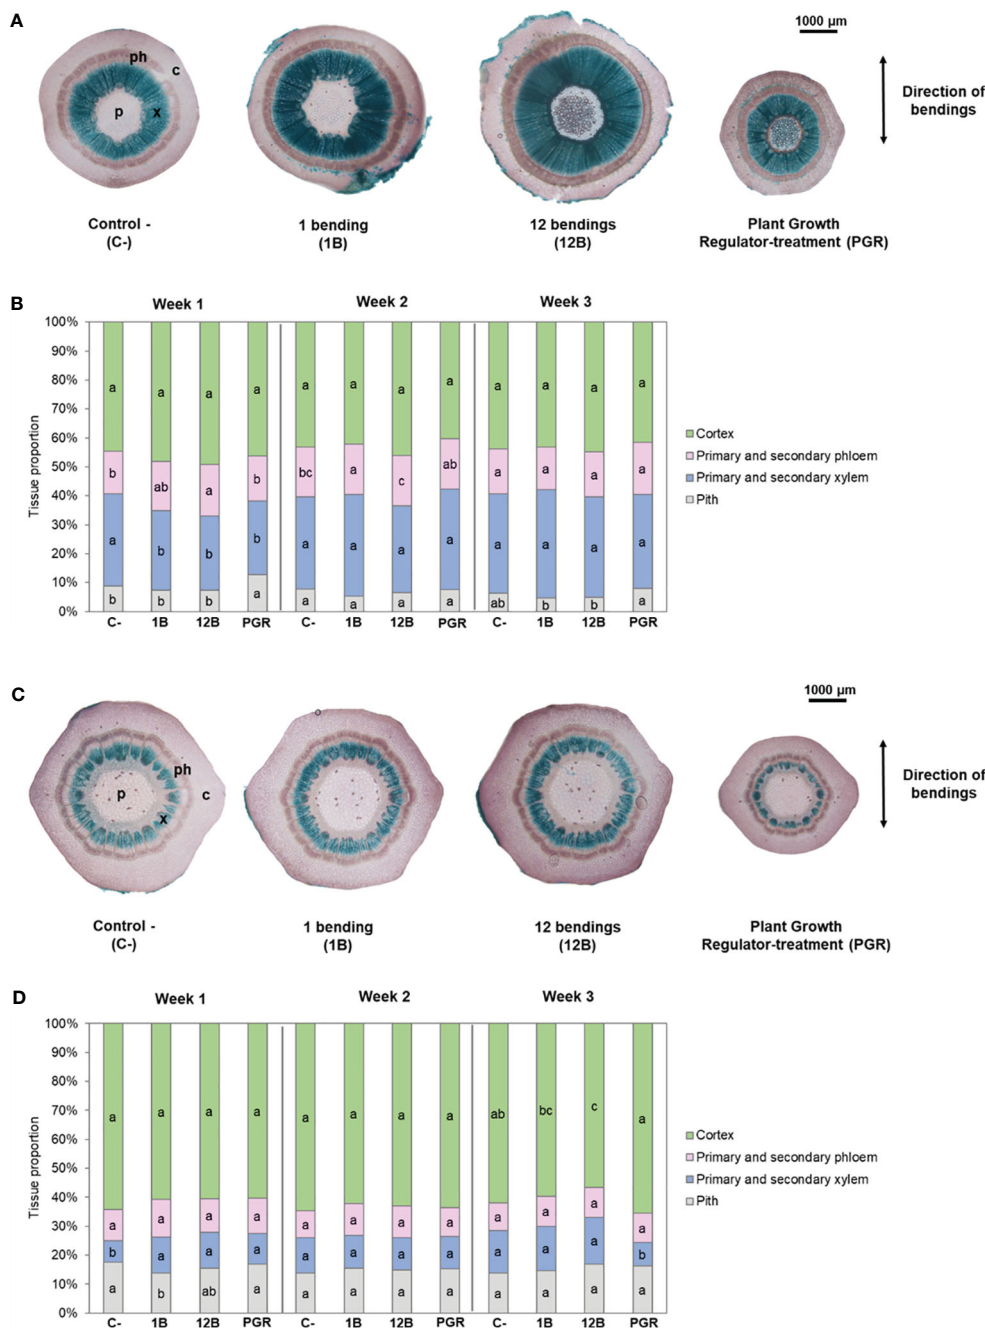 A
1000 µm
ph
c
p
x
Direction of
bendings
Control -
(C-)
1 bending
(1B)
12 bendings
(12B)
Plant Growth
Regulator-treatment (PGR)
B
Week 1
Week 2
Week 3
Tissue proportion
100%
90%
80%
70%
60%
50%
40%
30%
20%
10%
0%
a a a a a a a a a a a a
b ab a b bc a c ab a a a a
a b b b a a a a a a a a
b b b a a a a a ab b b a
C- 1B 12B PGR C- 1B 12B PGR C- 1B 12B PGR
Cortex
Primary and secondary phloem
Primary and secondary xylem
Pith
C
1000 µm
ph
p
c
x
Direction of
bendings
Control -
(C-)
1 bending
(1B)
12 bendings
(12B)
Plant Growth
Regulator-treatment (PGR)
D
Week 1
Week 2
Week 3
Tissue proportion
100%
90%
80%
70%
60%
50%
40%
30%
20%
10%
0%
a a a a a a a a ab bc c a
a a a a a a a a a a a a
b a a a a a a a a a a b
a b ab a a a a a a a a a
C- 1B 12B PGR C- 1B 12B PGR C- 1B 12B PGR
Cortex
Primary and secondary phloem
Primary and secondary xylem
Pith